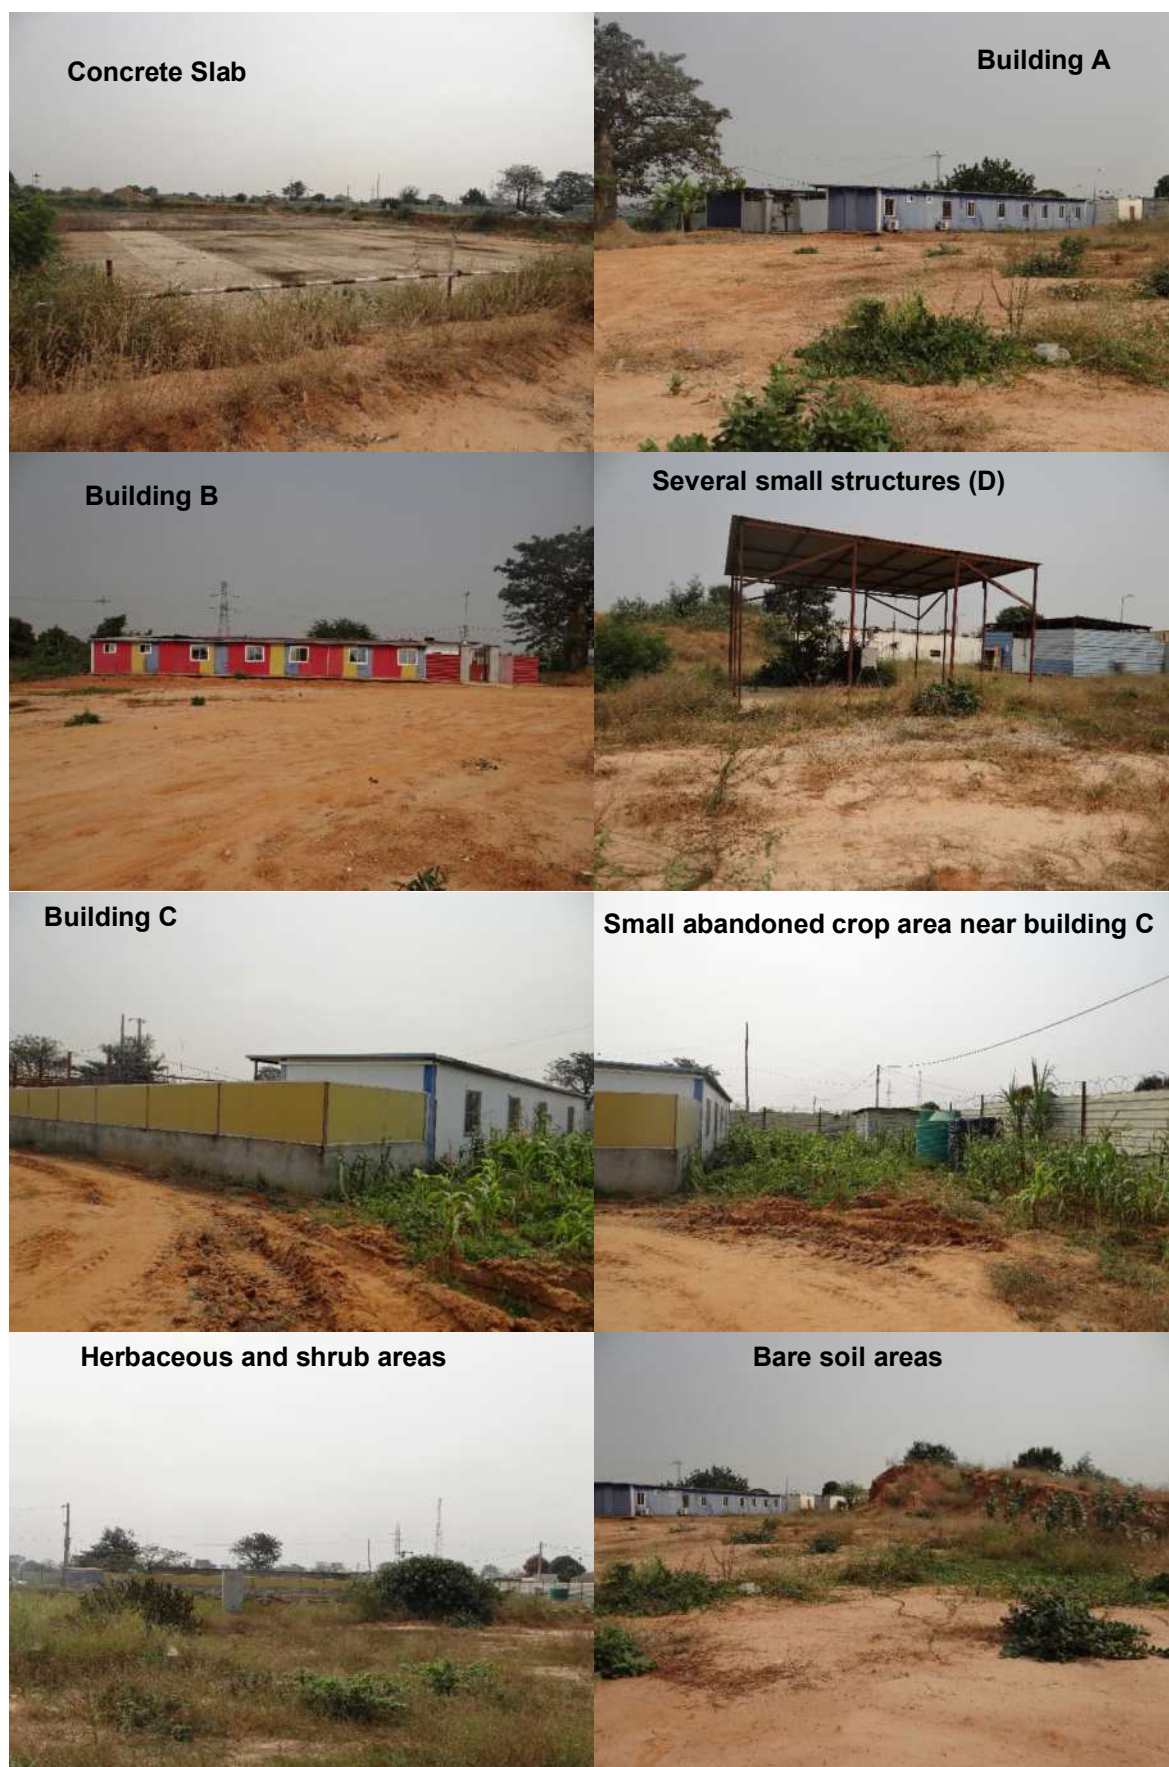 Concrete Slab
Building A
Building B
Several small structures (D)
Building C
Small abandoned crop area near building C
Herbaceous and shrub areas
Bare soil areas